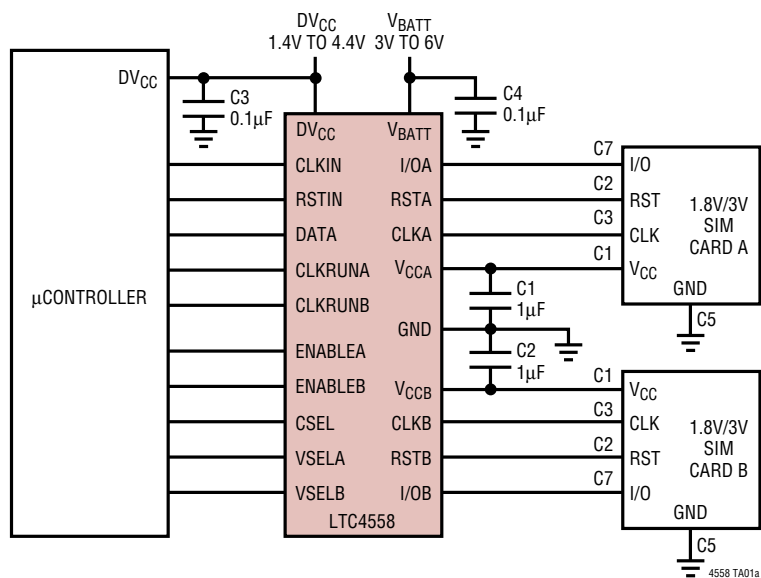 DVCC
1.4V TO 4.4V
VBATT
3V TO 6V
DVCC
C3
0.1µF
C4
0.1µF
µCONTROLLER
DVCC
VBATT
CLKIN
RSTIN
DATA
CLKRUNA
CLKRUNB
ENABLEA
ENABLEB
CSEL
VSELA
VSELB
I/OA
RSTA
CLKA
VCCA
GND
VCCB
CLKB
RSTB
I/OB
LTC4558
C1
1µF
C2
1µF
C7
C2
C3
C1
I/O
RST
CLK
VCC
1.8V/3V
SIM
CARD A
GND
C5
C1
C3
C2
C7
VCC
CLK
RST
I/O
1.8V/3V
SIM
CARD B
GND
C5
4558 TA01a